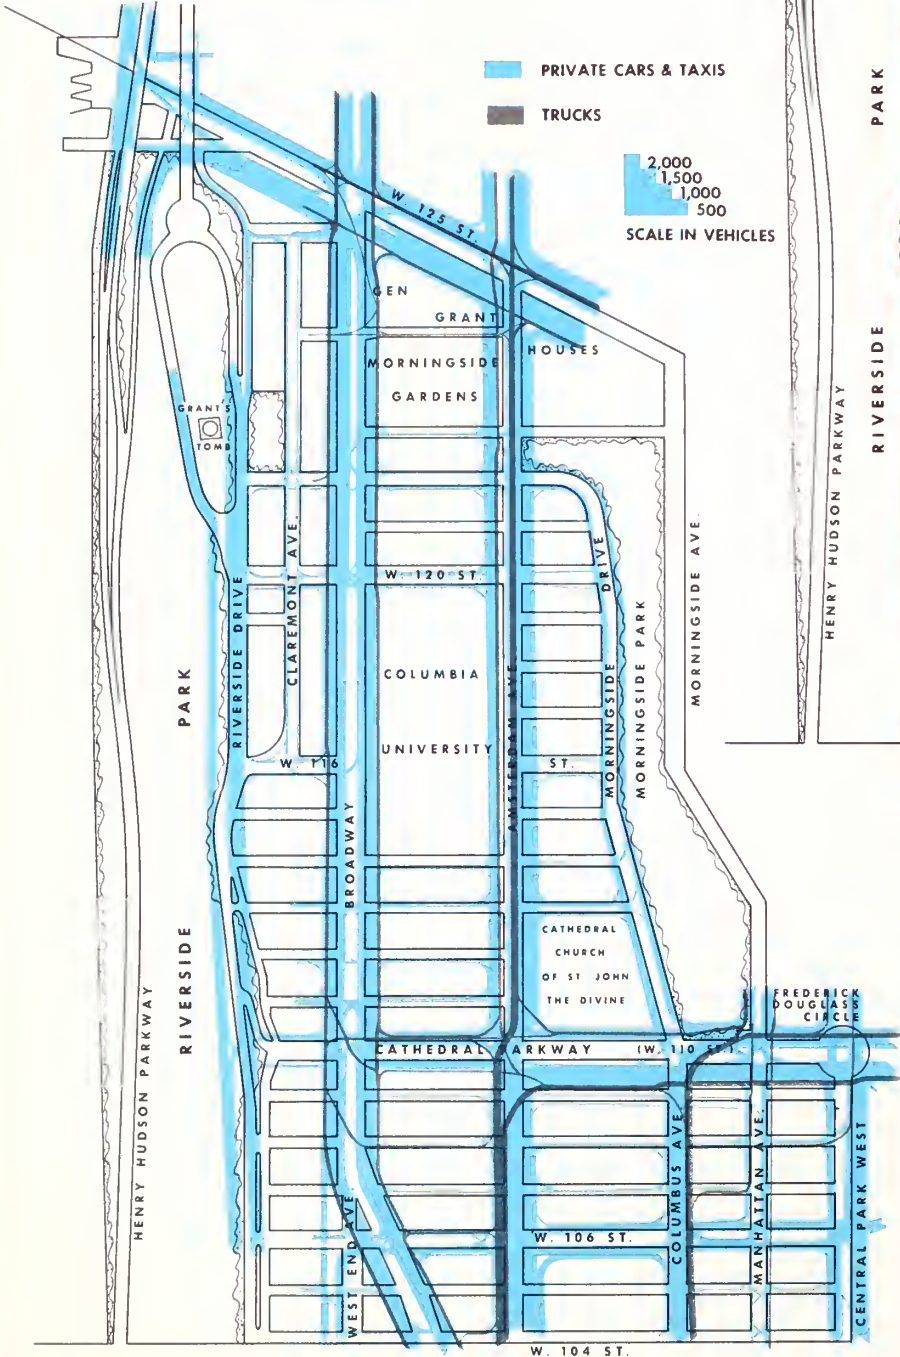 PRIVATE CARS & TAXIS
TRUCKS
2,000
1,500
1,000
500
SCALE IN VEHICLES
PARK
RIVERSIDE
HENRY HUDSON PARKWAY
W. 125 ST.
GEN
GRANT
HOUSES
MORNINGSIDE
GARDENS
GRANT'S
TOMB
CLAREMONT AVE.
W. 120 ST.
RIVERSIDE DRIVE
COLUMBIA
UNIVERSITY
AMSTERDAM AVE.
MORNINGSIDE DRIVE
MORNINGSIDE PARK
MORNINGSIDE AVE.
W. 116
ST.
BROADWAY
PARK
RIVERSIDE
HENRY HUDSON PARKWAY
CATHEDRAL
CHURCH
OF ST JOHN
THE DIVINE
FREDERICK
DOUGLASS
CIRCLE
CATHEDRAL ARKWAY (W. 110 ST.)
COLUMBUS AVE.
MANHATTAN AVE.
CENTRAL PARK WEST
WEST END AVE
W. 106 ST.
W. 104 ST.